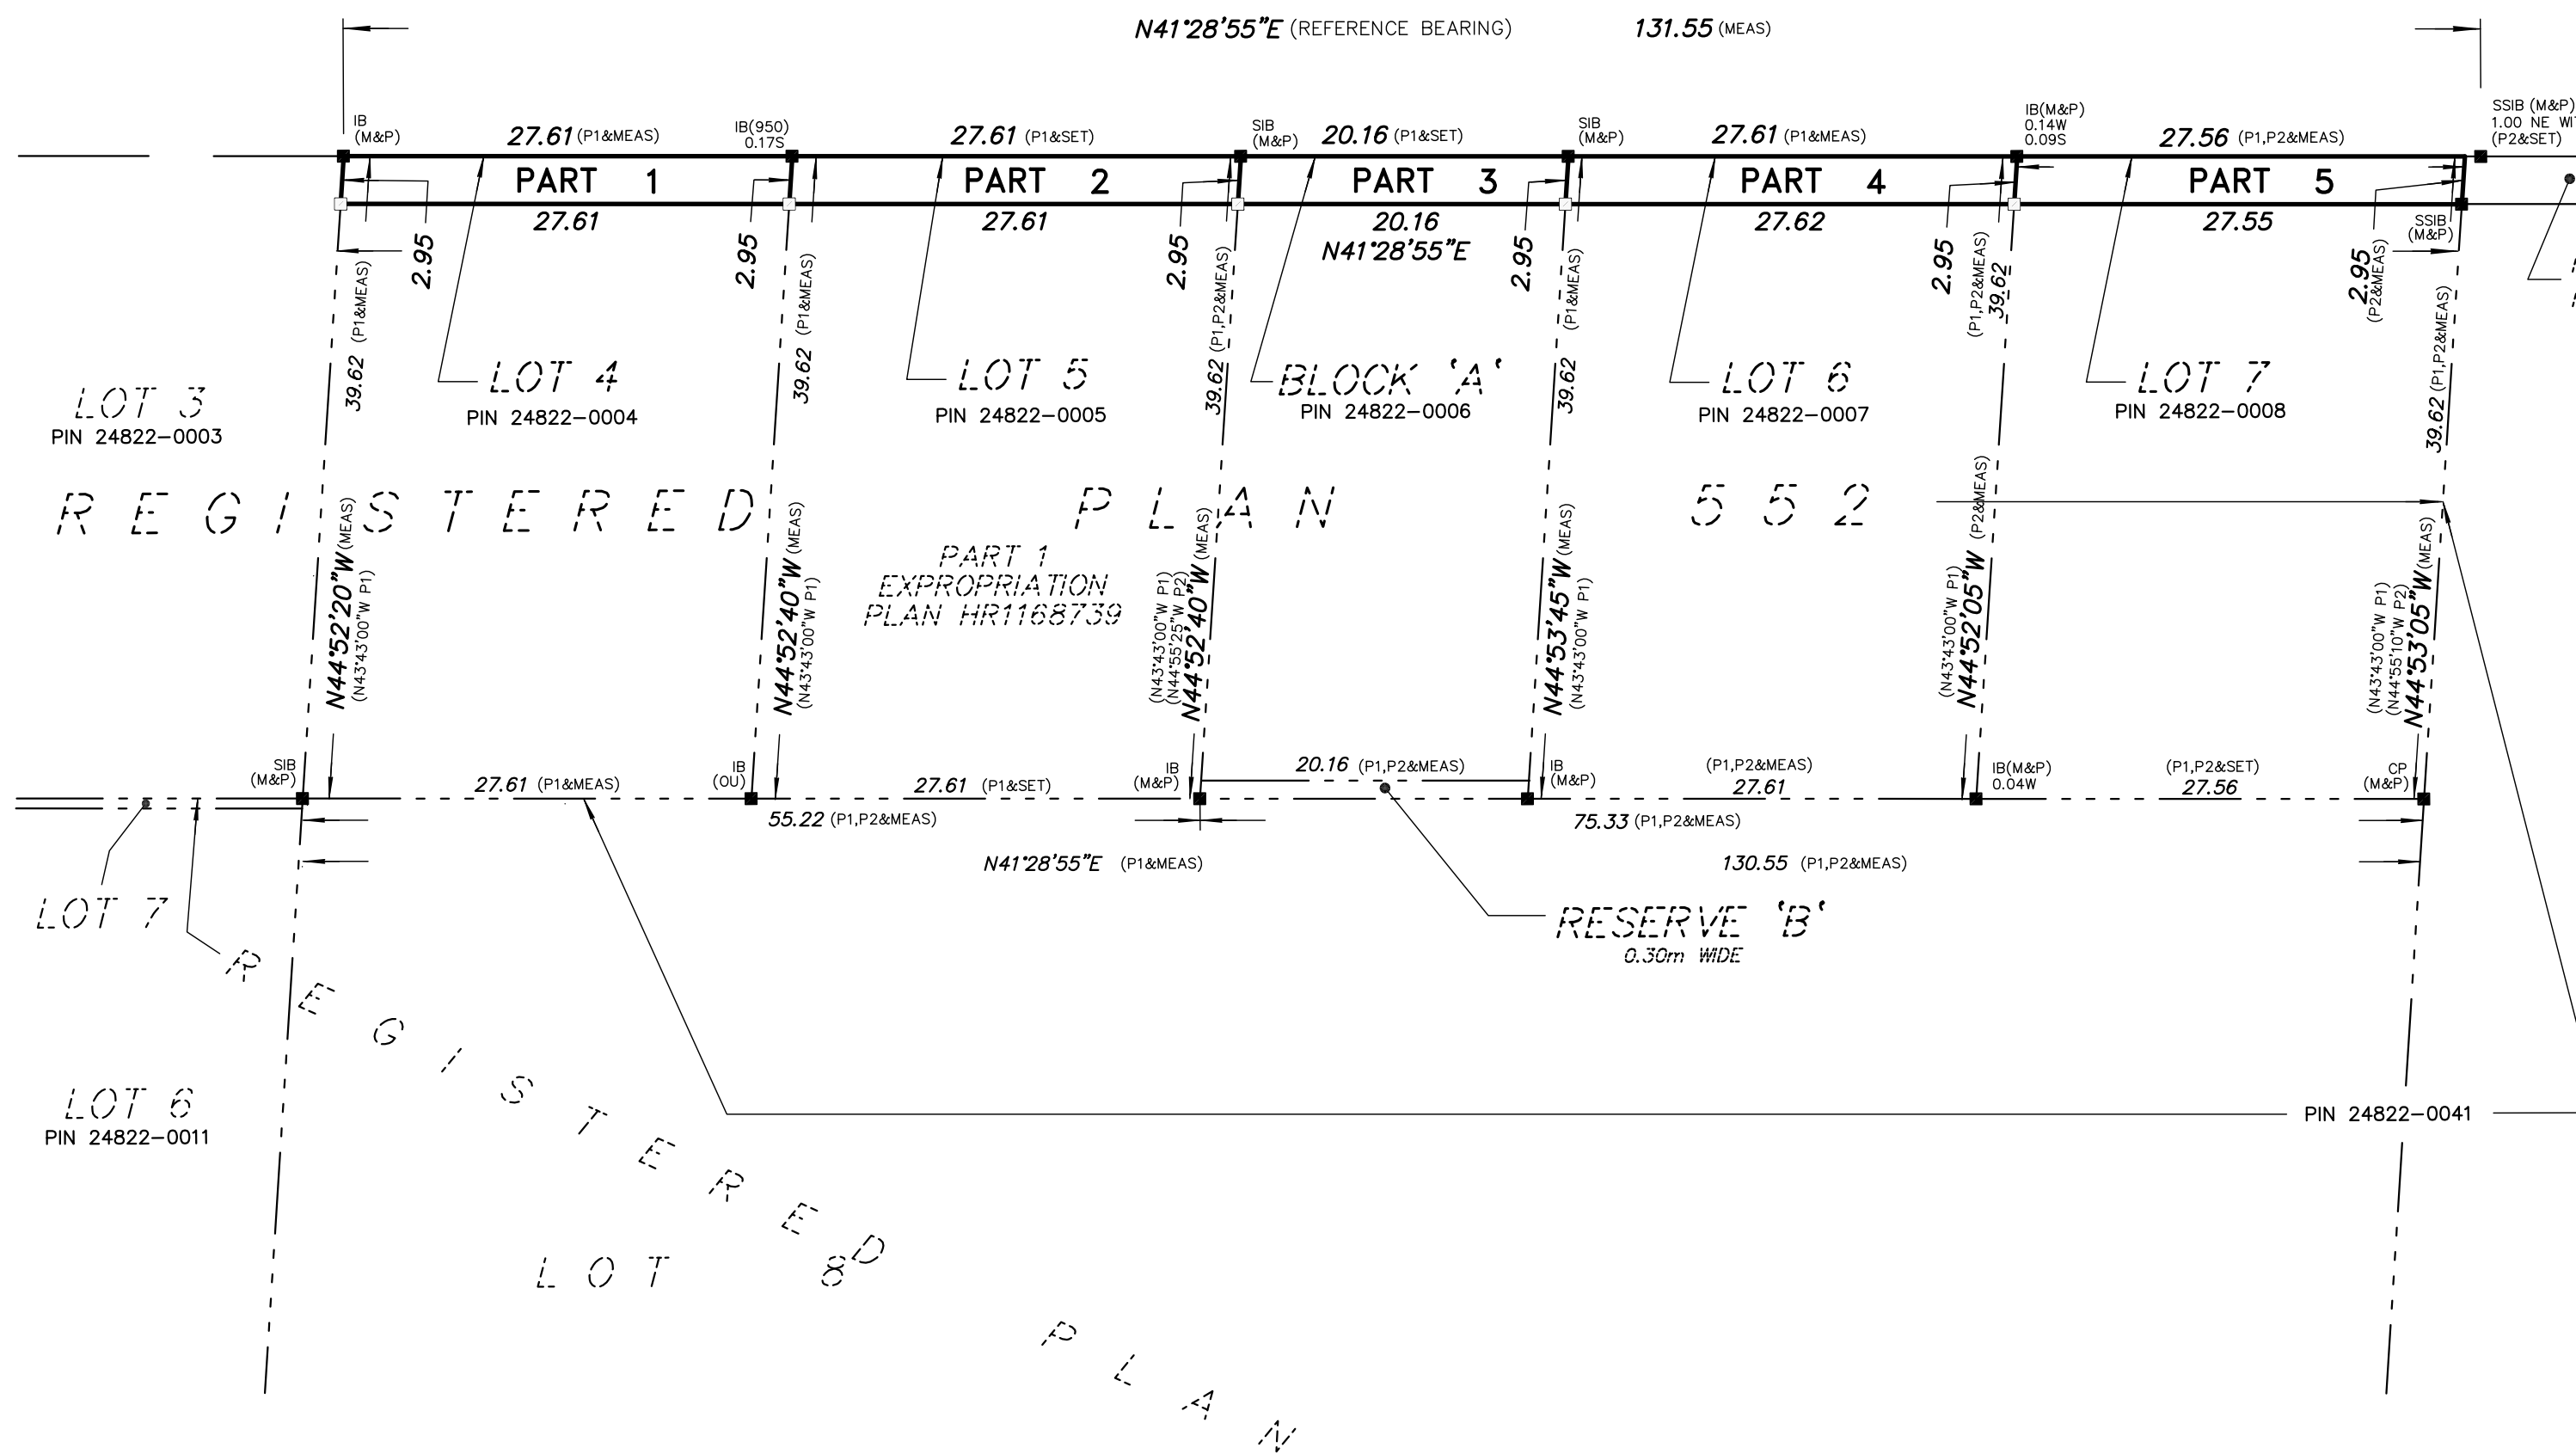 N41°28'55"E (REFERENCE BEARING) 131.55 (MEAS)
IB
(M&P)
27.61 (P1&MEAS)
IB(950)
0.17S
27.61 (P1&SET)
SIB
(M&P)
20.16 (P1&SET)
SIB
(M&P)
27.61 (P1&MEAS)
IB(M&P)
0.14W
0.09S
27.56 (P1,P2&MEAS)
SSIB (M&P)
1.00 NE
(P2&SET)
PART 1
PART 2
PART 3
PART 4
PART 5
27.61
27.61
20.16
N41°28'55"E
27.62
27.55
SSIB
(M&P)
2.95
2.95
2.95
2.95
2.95
2.95
(P2&MEAS)
39.62 (P1&MEAS)
39.62 (P1&MEAS)
39.62 (P1,P2&MEAS)
39.62 (P1&MEAS)
(P1,P2&MEAS)
39.62
39.62 (P1,P2&MEAS)
LOT 3
PIN 24822-0003
LOT 4
PIN 24822-0004
LOT 5
PIN 24822-0005
BLOCK 'A'
PIN 24822-0006
LOT 6
PIN 24822-0007
LOT 7
PIN 24822-0008
REGISTERED PLAN 552
PART 1
EXPROPRIATION
PLAN HR1168739
N44°52'20"W (MEAS)
(N43°43'00"W P1)
N44°52'40"W (MEAS)
(N43°43'00"W P1)
(N43°43'00"W P1)
(N44°55'25"W P2)
N44°52'40"W (MEAS)
N44°53'45"W (MEAS)
(N43°43'00"W P1)
(N43°43'00"W P1)
N44°52'05"W (P2&MEAS)
(N43°43'00"W P1)
(N44°55'10"W P2)
N44°53'05"W (MEAS)
SIB
(M&P)
27.61 (P1&MEAS)
IB
(OU)
27.61 (P1&SET)
IB
(M&P)
20.16 (P1,P2&MEAS)
IB
(M&P)
(P1,P2&MEAS)
27.61
IB(M&P)
0.04W
(P1,P2&SET)
27.56
CP
(M&P)
55.22 (P1,P2&MEAS)
75.33 (P1,P2&MEAS)
N41°28'55"E (P1&MEAS)
130.55 (P1,P2&MEAS)
LOT 7
RESERVE 'B'
0.30m WIDE
LOT 6
PIN 24822-0011
PIN 24822-0041
REGISTERED PLAN
LOT 8